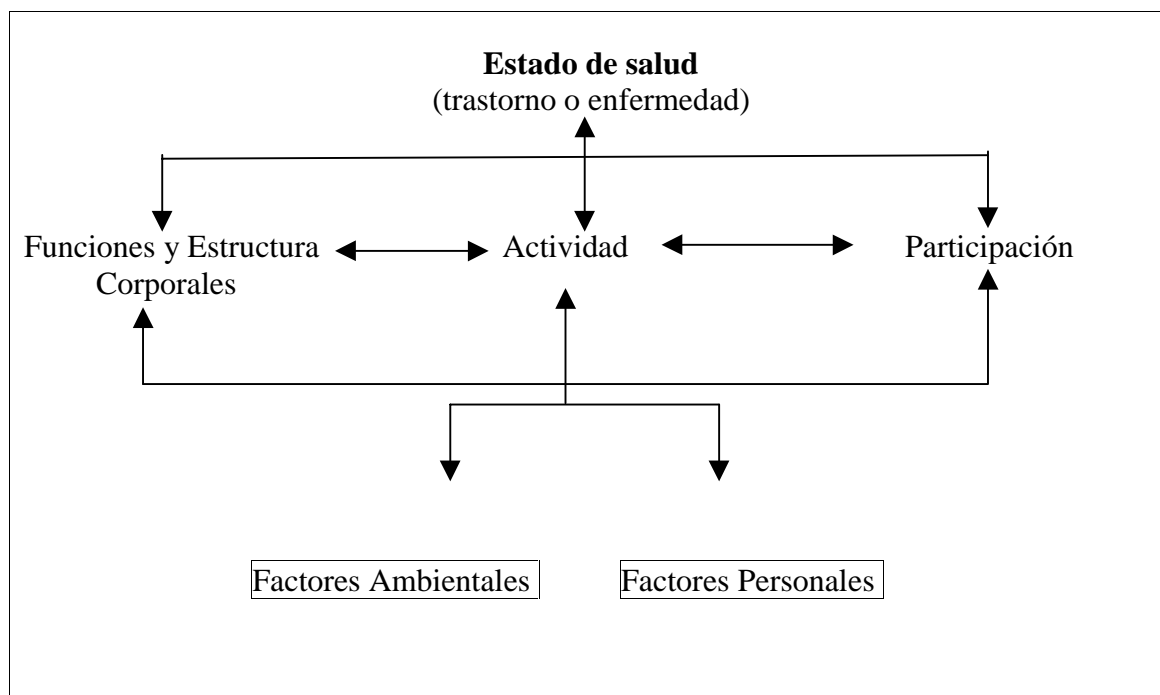 Estado de salud
(trastorno o enfermedad)
Funciones y Estructura
Corporales
Actividad
Participación
Factores Ambientales
Factores Personales